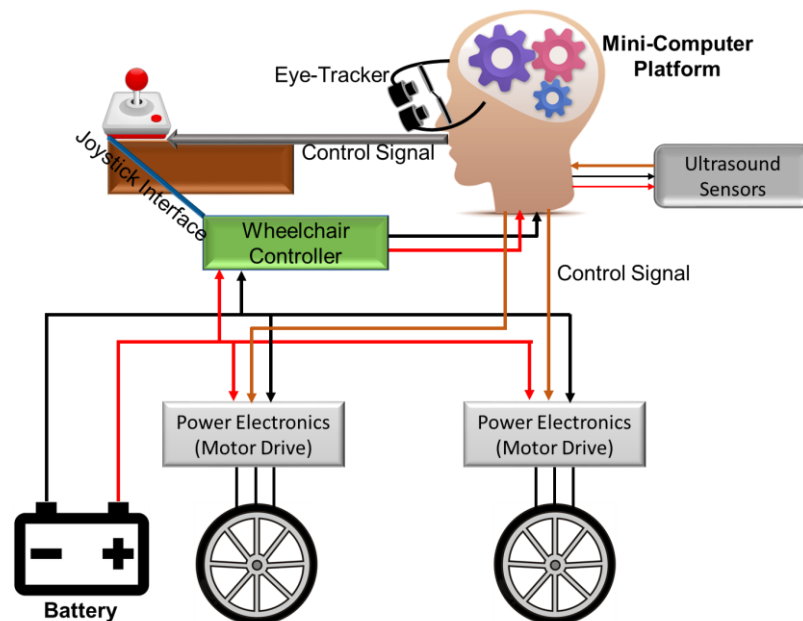 Mini-Computer
Platform
Eye-Tracker
Control Signal
Joystick Interface
Ultrasound
Sensors
Wheelchair
Controller
Control Signal
Power Electronics
(Motor Drive)
Power Electronics
(Motor Drive)
Battery